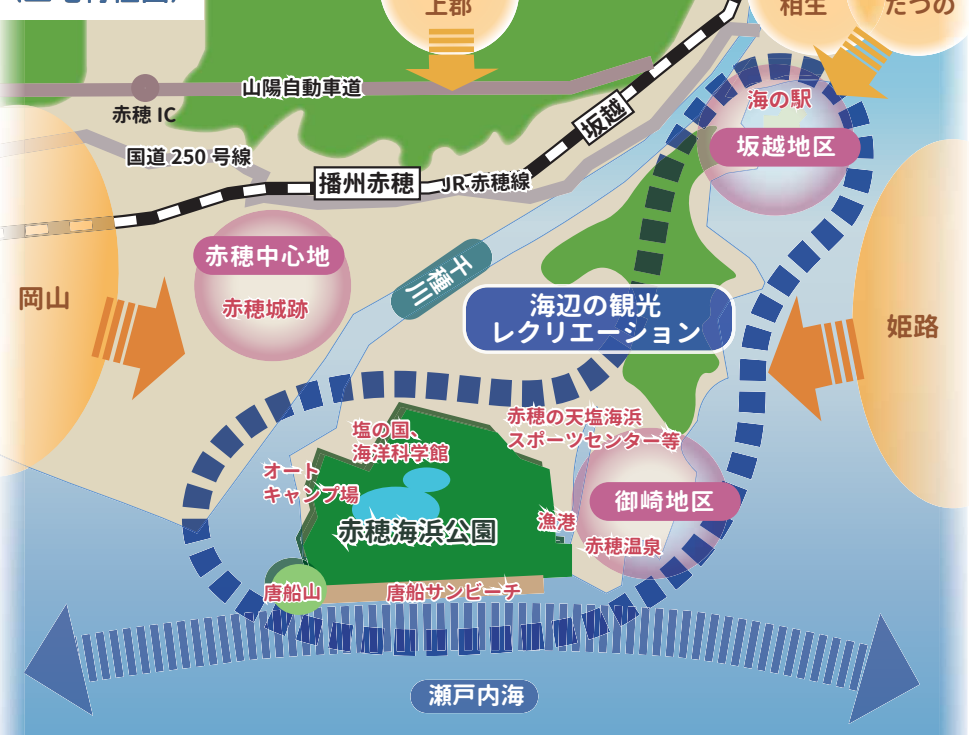 上郡
相生
たつの
山陽自動車道
赤穂 IC
海の駅
坂越
坂越地区
国道 250 号線
播州赤穂
JR 赤穂線
赤穂中心地
千種川
岡山
赤穂城跡
海辺の観光
レクリエーション
姫路
赤穂の天塩海浜
スポーツセンター等
塩の国、
海洋科学館
オート
キャンプ場
御崎地区
漁港
赤穂海浜公園
赤穂温泉
唐船山
唐船サンビーチ
瀬戸内海